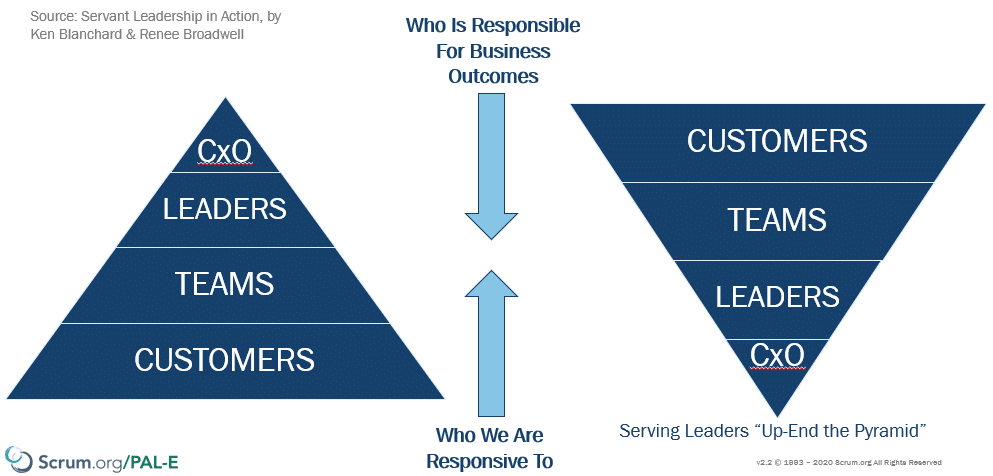 Source: Servant Leadership in Action, by
Ken Blanchard & Renee Broadwell
Who Is Responsible
For Business
Outcomes
CxO
LEADERS
TEAMS
CUSTOMERS
CUSTOMERS
TEAMS
LEADERS
CxO
Who We Are
Responsive To
Serving Leaders “Up-End the Pyramid”
Scrum.org/PAL-E
v2.2 © 1993 – 2020 Scrum.org All Rights Reserved